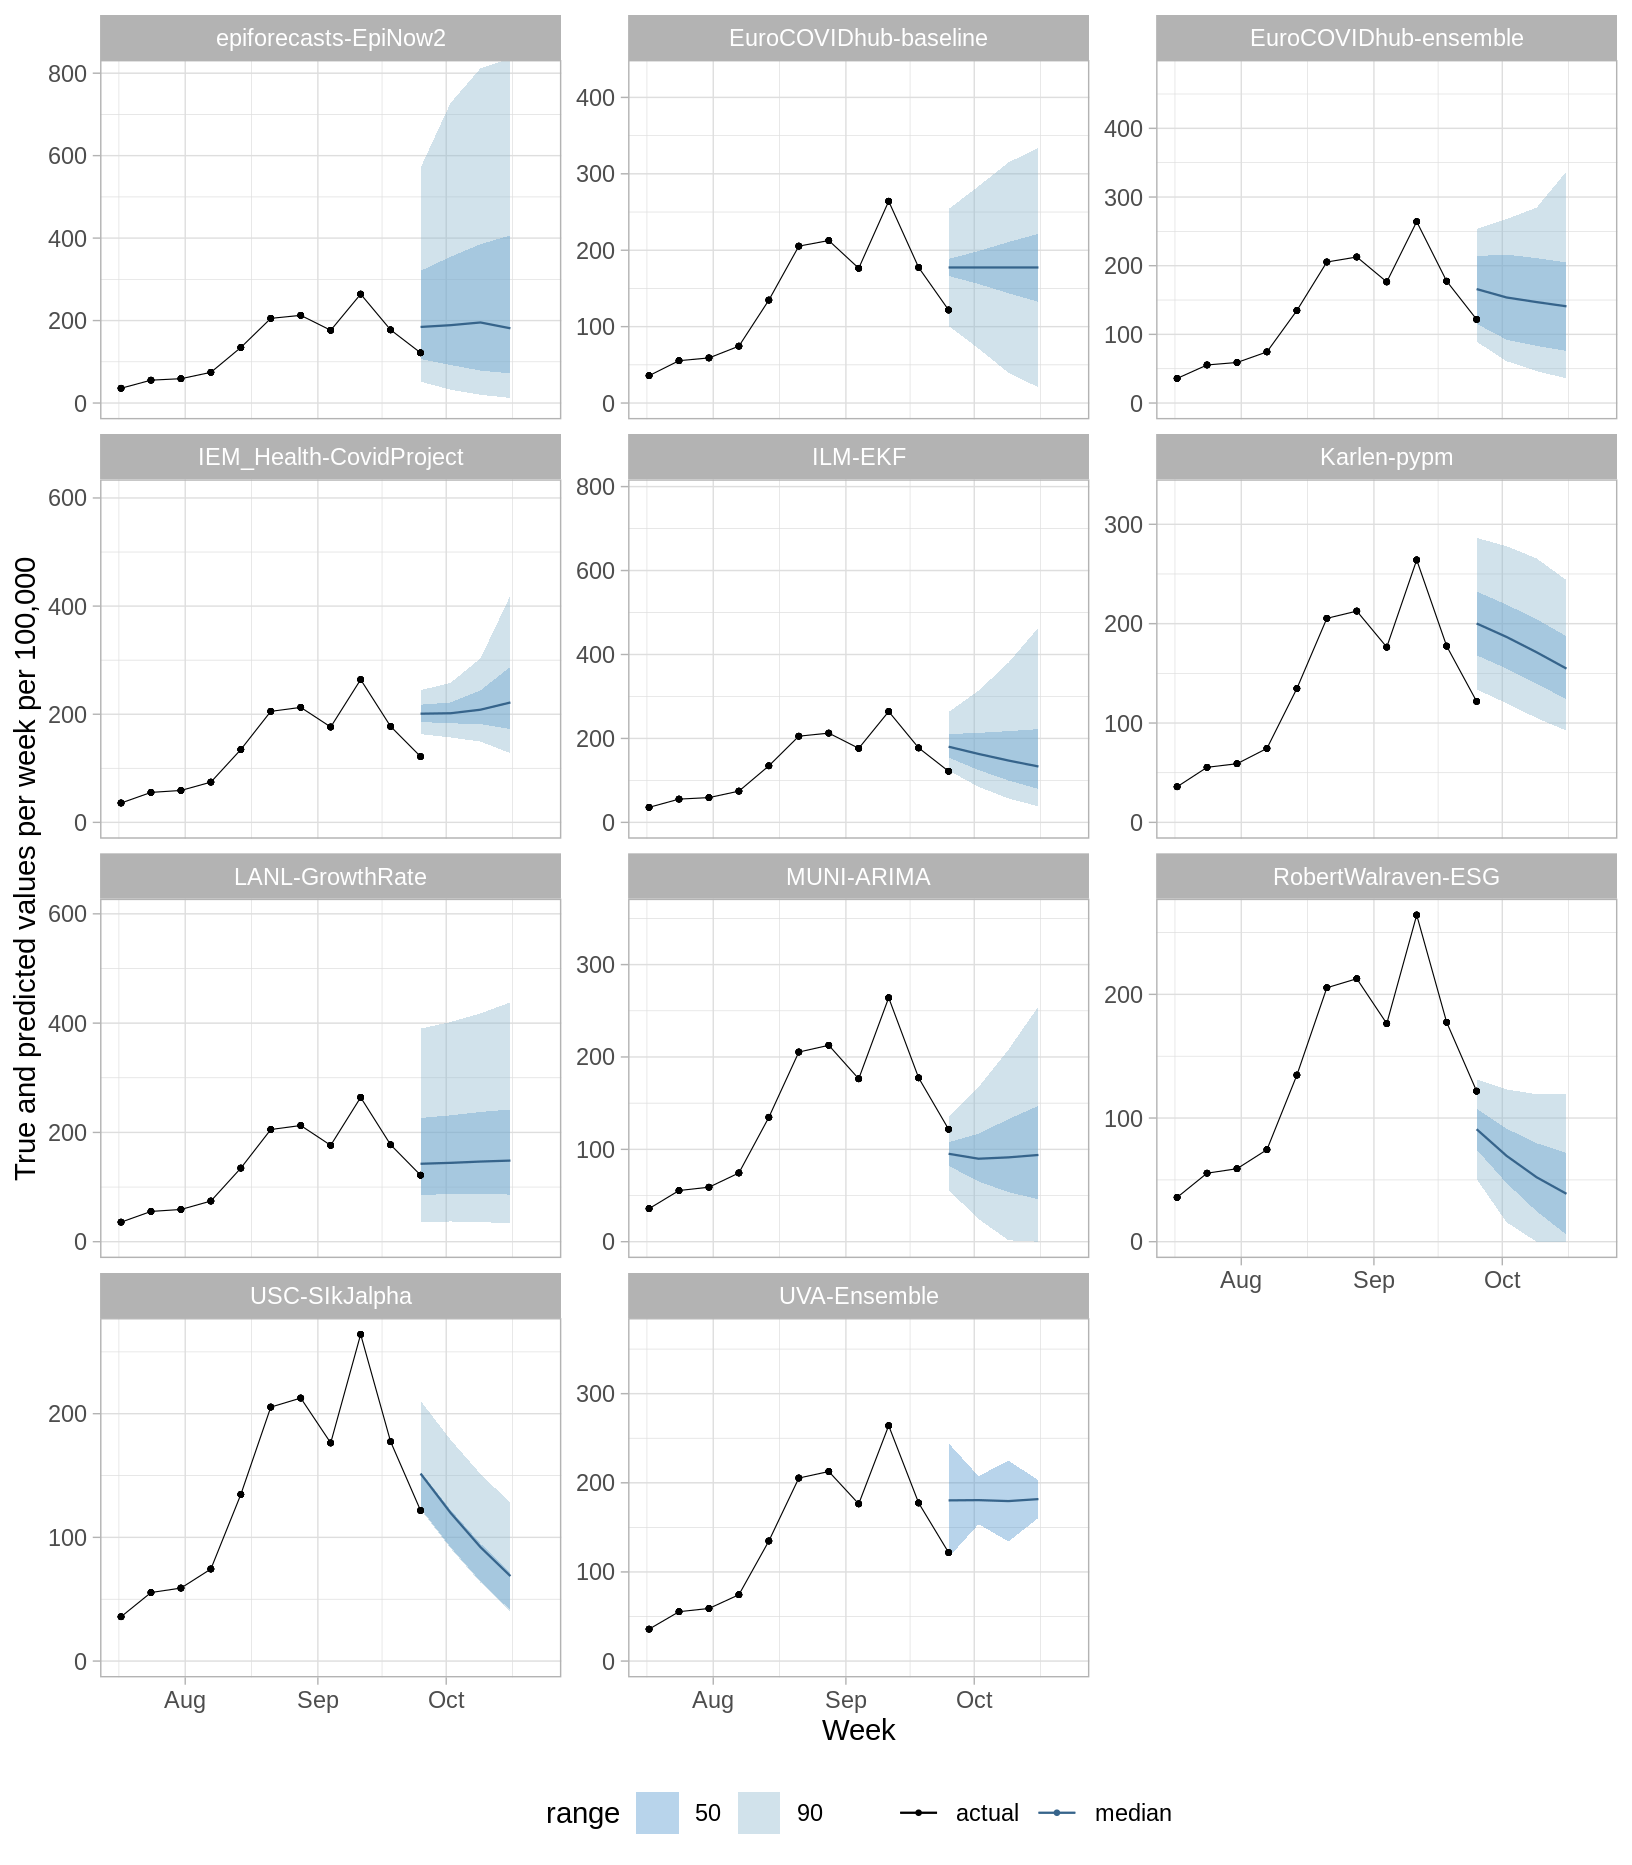 epiforecasts-EpiNow2
EuroCOVIDhub-baseline
EuroCOVIDhub-ensemble
800
600
400
200
0
400
300
200
100
0
400
300
200
100
0
IEM_Health-CovidProject
ILM-EKF
Karlen-pypm
600
400
200
0
800
600
400
200
0
300
200
100
0
True and predicted values per week per 100,000
LANL-GrowthRate
MUNI-ARIMA
RobertWalraven-ESG
600
400
200
0
300
200
100
0
200
100
0
Aug Sep Oct
USC-SIkJalpha
UVA-Ensemble
200
100
0
300
200
100
0
Aug Sep Oct
Aug Sep Oct
Week
range 50 90 actual median